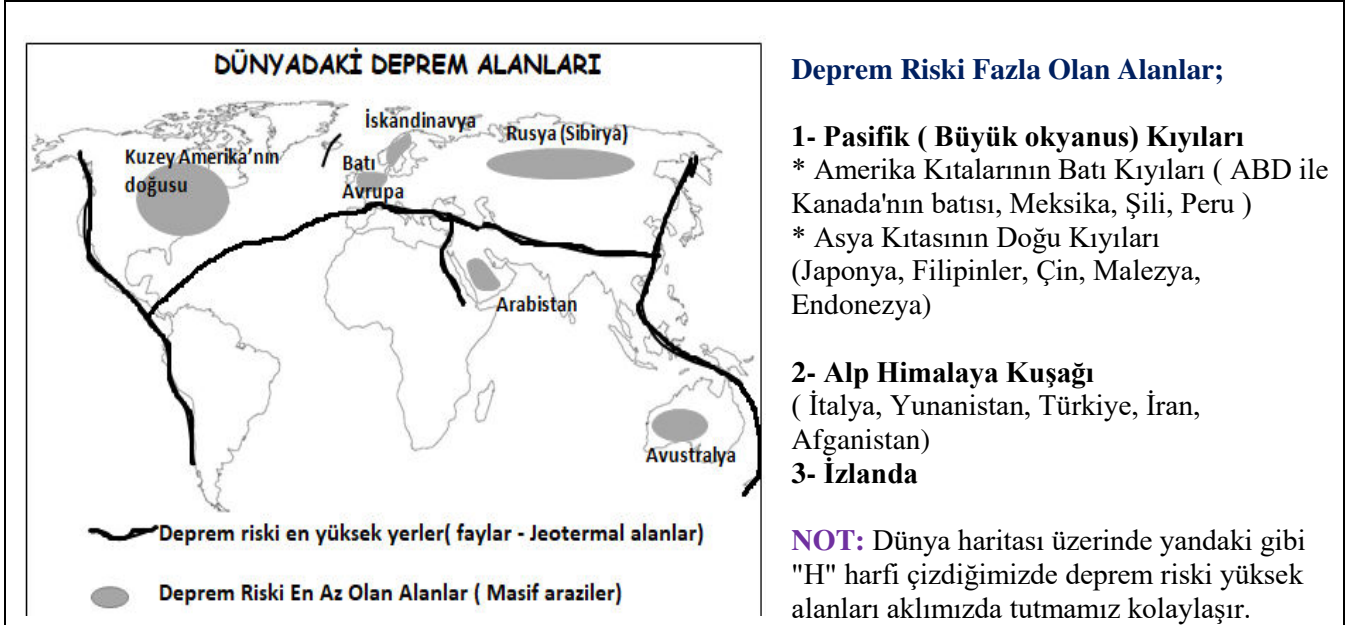 DÜNYADAKİ DEPREM ALANLARI
İskandinavya
Rusya (Sibirya)
Kuzey Amerika'nın
doğusu
Batı
Avrupa
Arabistan
Avustralya
Deprem riski en yüksek yerler( faylar - Jeotermal alanlar)
Deprem Riski En Az Olan Alanlar ( Masif araziler)
Deprem Riski Fazla Olan Alanlar;
1- Pasifik ( Büyük okyanus) Kıyıları
* Amerika Kıtalarının Batı Kıyıları ( ABD ile
Kanada'nın batısı, Meksika, Şili, Peru )
* Asya Kıtasının Doğu Kıyıları
(Japonya, Filipinler, Çin, Malezya,
Endonezya)
2- Alp Himalaya Kuşağı
( İtalya, Yunanistan, Türkiye, İran,
Afganistan)
3- İzlanda
NOT: Dünya haritası üzerinde yandaki gibi
"H" harfi çizdiğimizde deprem riski yüksek
alanları aklımızda tutmamız kolaylaşır.